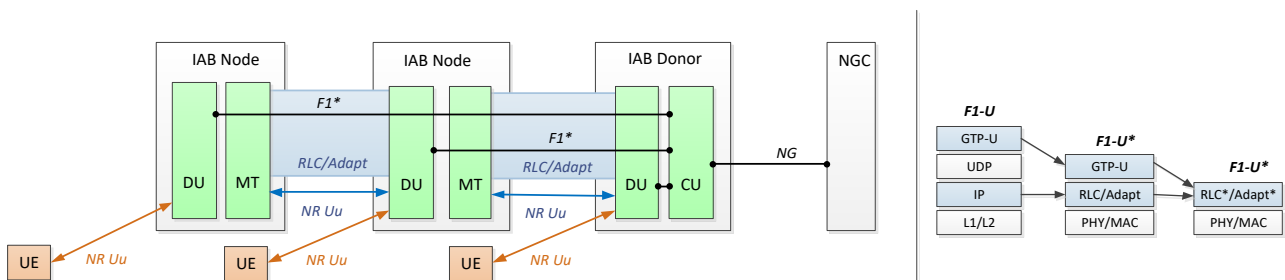 IAB Node
IAB Node
IAB Donor
NGC
F1*
F1*
RLC/Adapt
RLC/Adapt
NG
DU
MT
DU
MT
DU
CU
NR Uu
NR Uu
UE
NR Uu
UE
NR Uu
UE
NR Uu
F1-U
GTP-U
UDP
IP
L1/L2
F1-U*
GTP-U
RLC/Adapt
PHY/MAC
F1-U*
RLC*/Adapt*
PHY/MAC